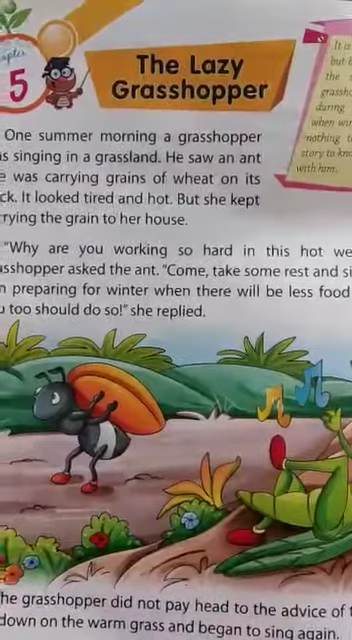 5
The Lazy
Grasshopper
It is
but
the
grassh
during
when win
nothing t
story to kno
with him.
One summer morning a grasshopper
as singing in a grassland. He saw an ant
e was carrying grains of wheat on its
ck. It looked tired and hot. But she kept
rrying the grain to her house.
"Why are you working so hard in this hot we
asshopper asked the ant. "Come, take some rest and si
n preparing for winter when there will be less food
u too should do so!" she replied.
he grasshopper did not pay head to the advice of
down on the warm grass and began to sing again.